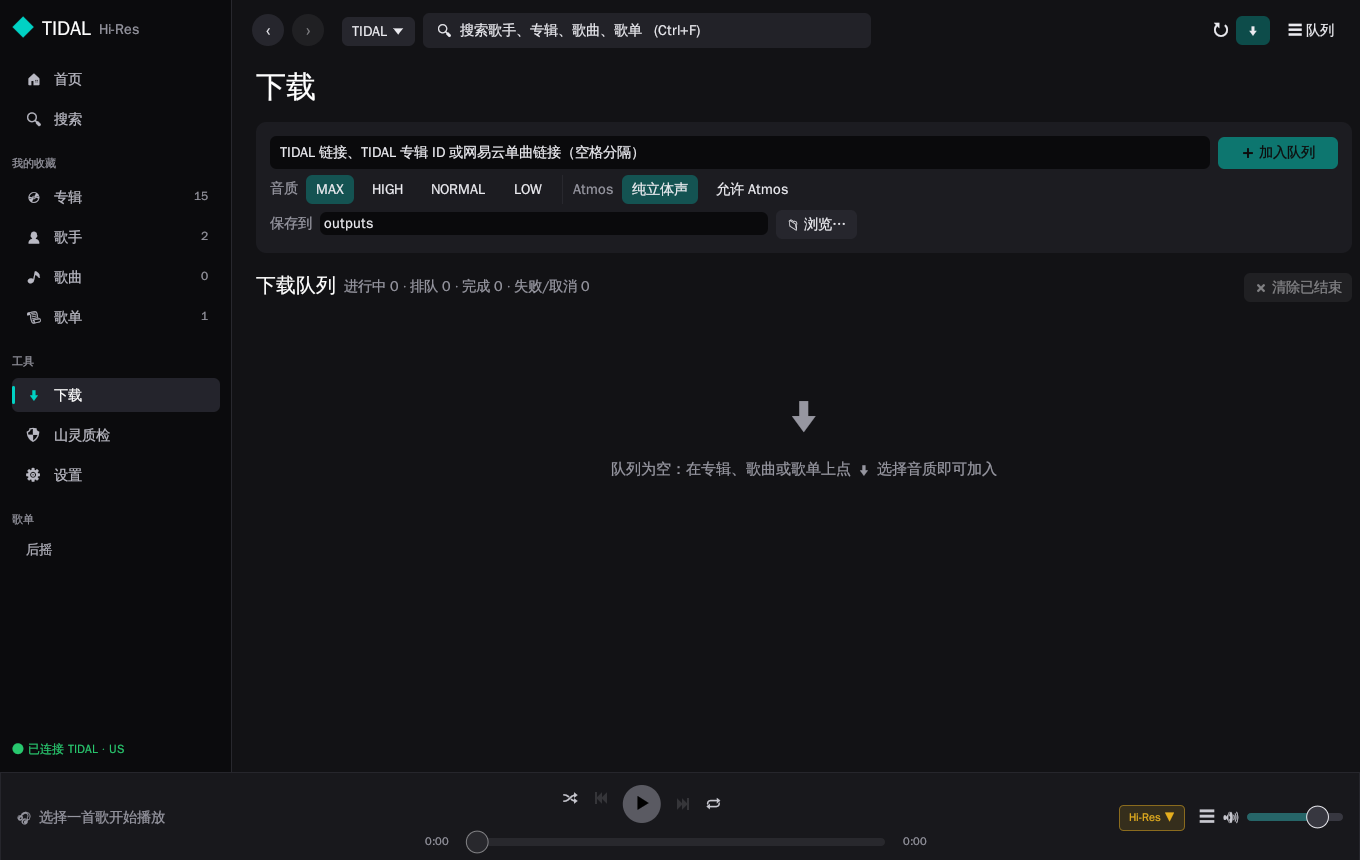 TIDAL Hi-Res
首页
搜索
我的收藏
专辑 15
歌手 2
歌曲 0
歌单 1
工具
下载
山灵质检
设置
歌单
后摇
已连接 TIDAL · US
‹ › TIDAL 搜索歌手、专辑、歌曲、歌单 (Ctrl+F) 队列
下载
TIDAL 链接、TIDAL 专辑 ID 或网易云单曲链接（空格分隔） + 加入队列
音质 MAX HIGH NORMAL LOW Atmos 纯立体声 允许 Atmos
保存到 outputs 浏览…
下载队列 进行中 0 · 排队 0 · 完成 0 · 失败/取消 0 × 清除已结束
队列为空：在专辑、歌曲或歌单上点 选择音质即可加入
选择一首歌开始播放
0:00 0:00
Hi-Res ▼